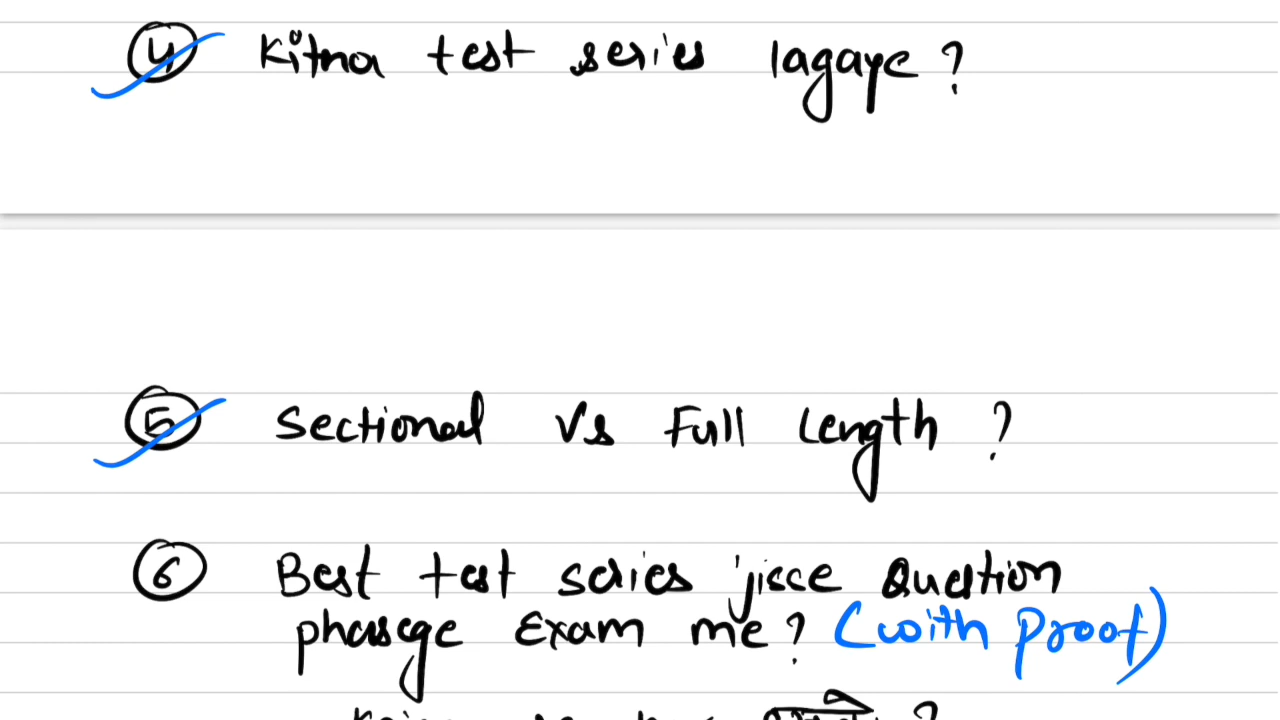 4 Kitna test series lagaye ?
5 Sectional Vs Full Length ?
6 Best test series jisse Question
phasege Exam me ? (with proof)
?